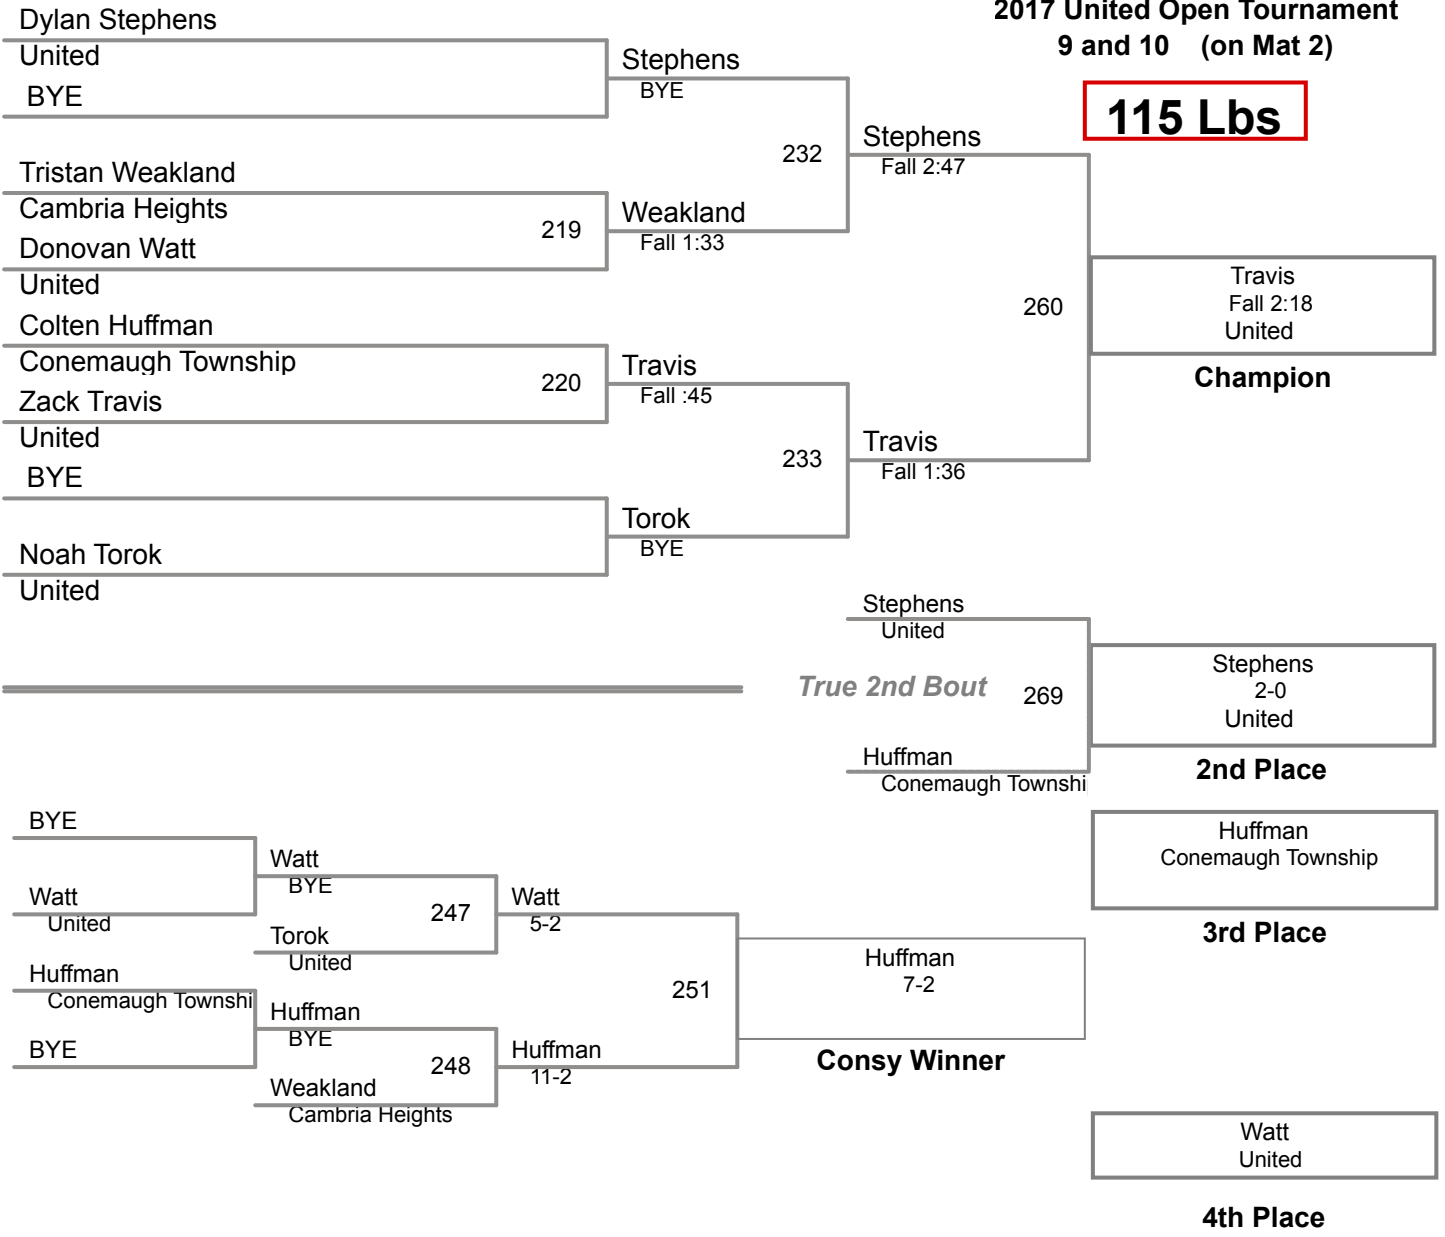 2017 United Open Tournament
9 and 10 (on Mat 2)
115 Lbs
Dylan Stephens
United
BYE
Tristan Weakland
Cambria Heights
Donovan Watt
United
Colten Huffman
Conemaugh Township
Zack Travis
United
BYE
Noah Torok
United
Stephens
BYE
219
Weakland
Fall 1:33
220
Travis
Fall :45
Torok
BYE
232
Stephens
Fall 2:47
233
Travis
Fall 1:36
260
Travis
Fall 2:18
United
Champion
Stephens
United
True 2nd Bout
269
Huffman
Conemaugh Townshi
Stephens
2-0
United
2nd Place
BYE
Watt
United
Huffman
Conemaugh Townshi
BYE
Watt
BYE
247
Torok
United
Huffman
BYE
248
Weakland
Cambria Heights
Watt
5-2
251
Huffman
11-2
Huffman
7-2
Consy Winner
Huffman
Conemaugh Township
3rd Place
Watt
United
4th Place